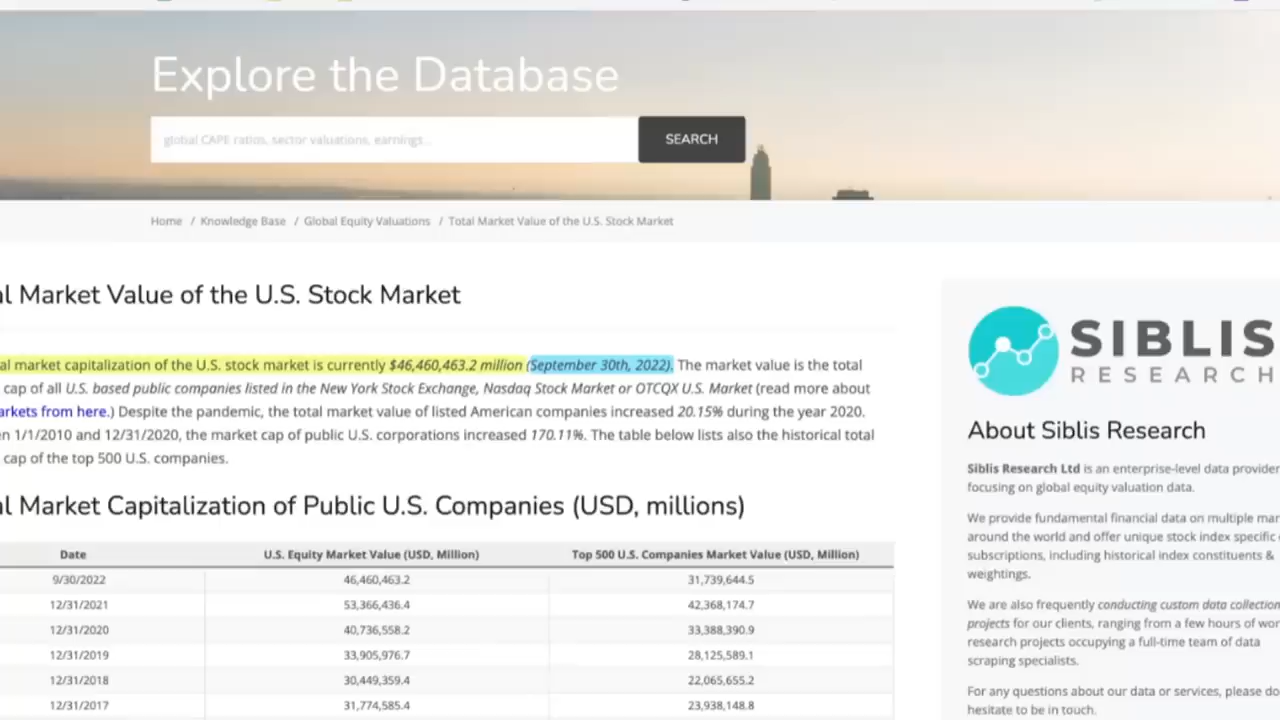 Explore the Database
global CAPE ratios, sector valuations, earnings...
SEARCH
Home / Knowledge Base / Global Equity Valuations / Total Market Value of the U.S. Stock Market
al Market Value of the U.S. Stock Market
al market capitalization of the U.S. stock market is currently $46,460,463.2 million (September 30th, 2022). The market value is the total
cap of all U.S. based public companies listed in the New York Stock Exchange, Nasdaq Stock Market or OTCQX U.S. Market (read more about
arkets from here.) Despite the pandemic, the total market value of listed American companies increased 20.15% during the year 2020.
en 1/1/2010 and 12/31/2020, the market cap of public U.S. corporations increased 170.11%. The table below lists also the historical total
cap of the top 500 U.S. companies.
al Market Capitalization of Public U.S. Companies (USD, millions)
Date U.S. Equity Market Value (USD, Million) Top 500 U.S. Companies Market Value (USD, Million)
9/30/2022 46,460,463.2 31,739,644.5
12/31/2021 53,366,436.4 42,368,174.7
12/31/2020 40,736,558.2 33,388,390.9
12/31/2019 33,905,976.7 28,125,589.1
12/31/2018 30,449,359.4 22,065,655.2
12/31/2017 31,774,585.4 23,938,148.8
SIBLIS
RESEARCH
About Siblis Research
Siblis Research Ltd is an enterprise-level data provider
focusing on global equity valuation data.
We provide fundamental financial data on multiple mar
around the world and offer unique stock index specific
subscriptions, including historical index constituents &
weightings.
We are also frequently conducting custom data collection
projects for our clients, ranging from a few hours of wor
research projects occupying a full-time team of data
scraping specialists.
For any questions about our data or services, please do
hesitate to be in touch.